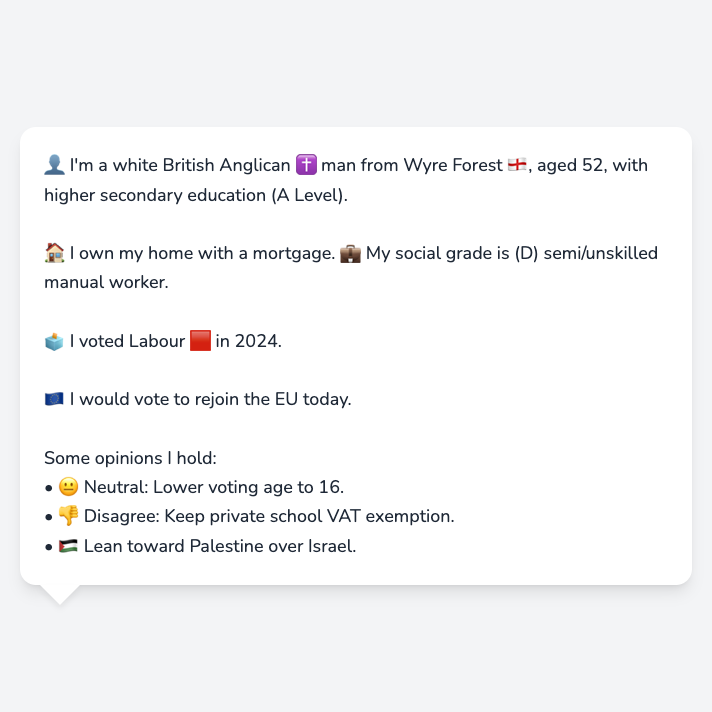 👤 I'm a white British Anglican ✝️ man from Wyre Forest 🏴󠁧󠁢󠁥󠁮󠁧󠁿, aged 52, with
higher secondary education (A Level).
🏠 I own my home with a mortgage. 💼 My social grade is (D) semi/unskilled
manual worker.
🗳️ I voted Labour 🟥 in 2024.
🇪🇺 I would vote to rejoin the EU today.
Some opinions I hold:
• 😐 Neutral: Lower voting age to 16.
• 👎 Disagree: Keep private school VAT exemption.
• 🇵🇸 Lean toward Palestine over Israel.